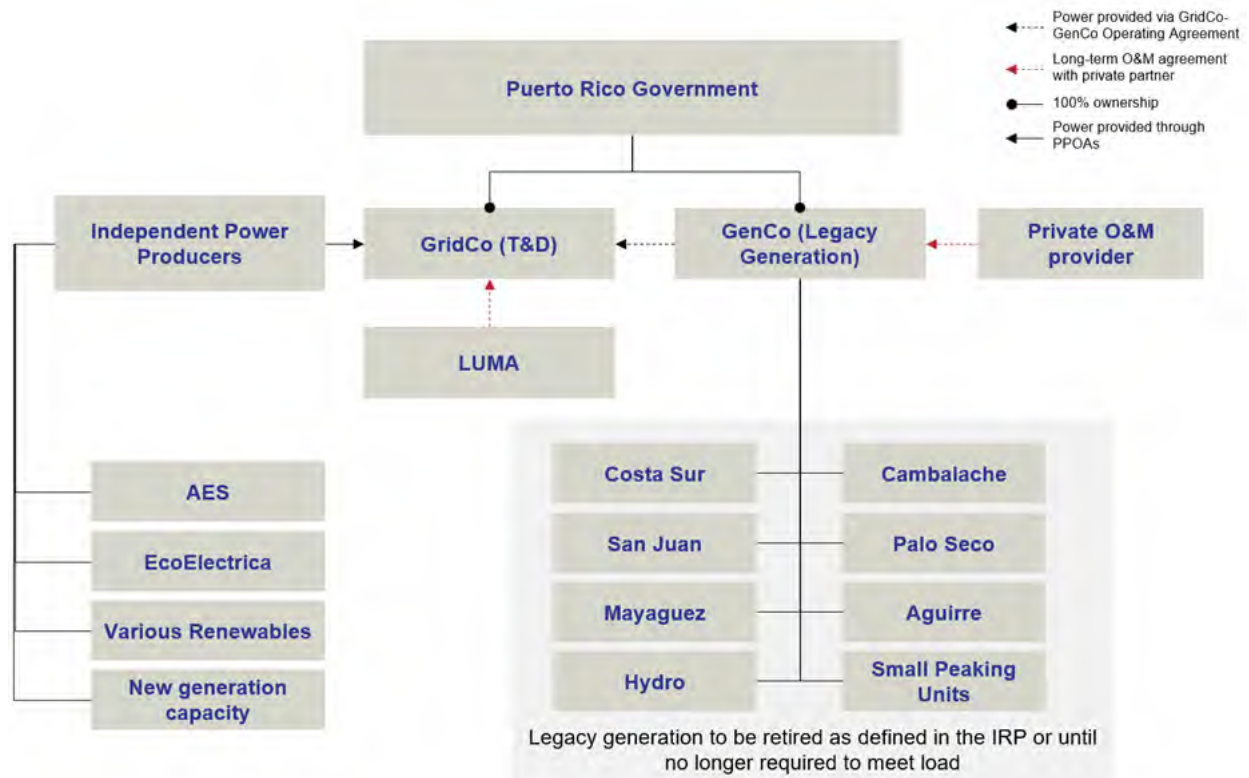 Power provided via GridCo-
GenCo Operating Agreement
Long-term O&M agreement
with private partner
100% ownership
Power provided through
PPOAs
Puerto Rico Government
Independent Power
Producers
GridCo (T&D)
GenCo (Legacy
Generation)
Private O&M
provider
LUMA
AES
EcoElectrica
Various Renewables
New generation
capacity
Costa Sur
Cambalache
San Juan
Palo Seco
Mayaguez
Aguirre
Hydro
Small Peaking
Units
Legacy generation to be retired as defined in the IRP or until
no longer required to meet load